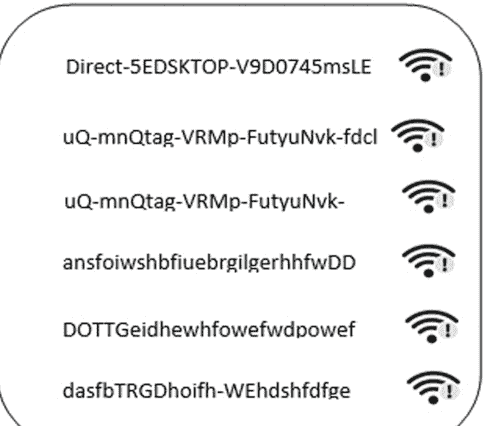 Direct-5EDSKTOP-V9D0745msLE
uQ-mnQtag-VRMp-FutyuNvk-fdcl
uQ-mnQtag-VRMp-FutyuNvk-
ansfoiwshbfiuebrgilgerhhfwDD
DOTTGeidhewhfowefwdpowef
dasfbTRGDhoifh-WEhdshfdfge